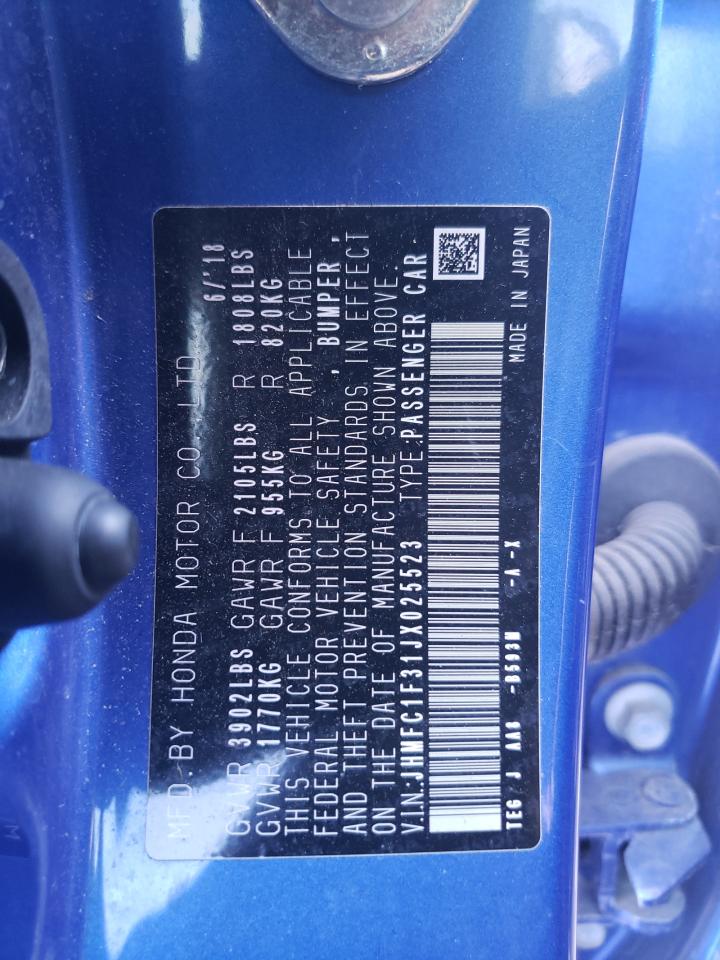 MFD. BY HONDA MOTOR CO., LTD. 6/'18
GVWR 3902LBS GAWR F 2105LBS R 1808LBS
GVWR 1770KG GAWR F 955KG R 820KG
THIS VEHICLE CONFORMS TO ALL APPLICABLE
FEDERAL MOTOR VEHICLE SAFETY , BUMPER ,
AND THEFT PREVENTION STANDARDS IN EFFECT
ON THE DATE OF MANUFACTURE SHOWN ABOVE.
V.I.N.:JHMFC1F31JX025523 TYPE:PASSENGER CAR
TEG/J AA8 -B593M -A -X MADE IN JAPAN